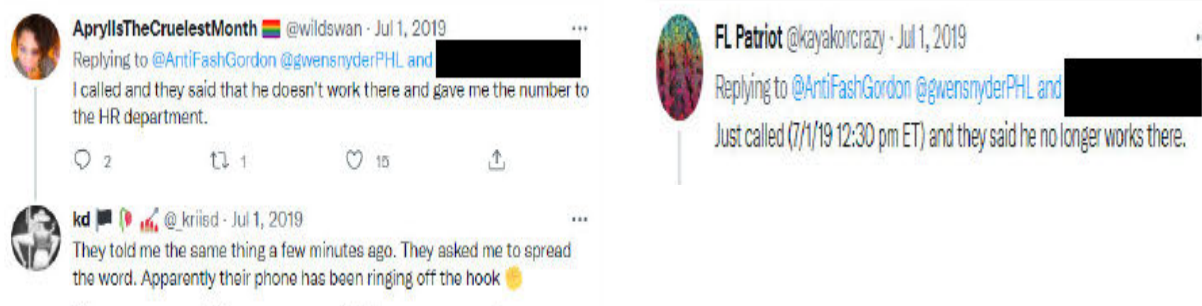 AprylIsTheCruelestMonth 🏳️‍🌈 @wildswan · Jul 1, 2019
Replying to @AntiFashGordon @gwensnyderPHL and
I called and they said that he doesn't work there and gave me the number to
the HR department.
2 1 15
kd @_kriisd · Jul 1, 2019
They told me the same thing a few minutes ago. They asked me to spread
the word. Apparently their phone has been ringing off the hook ✊
FL Patriot @kayakorcrazy · Jul 1, 2019
Replying to @AntiFashGordon @gwensnyderPHL and
Just called (7/1/19 12:30 pm ET) and they said he no longer works there.